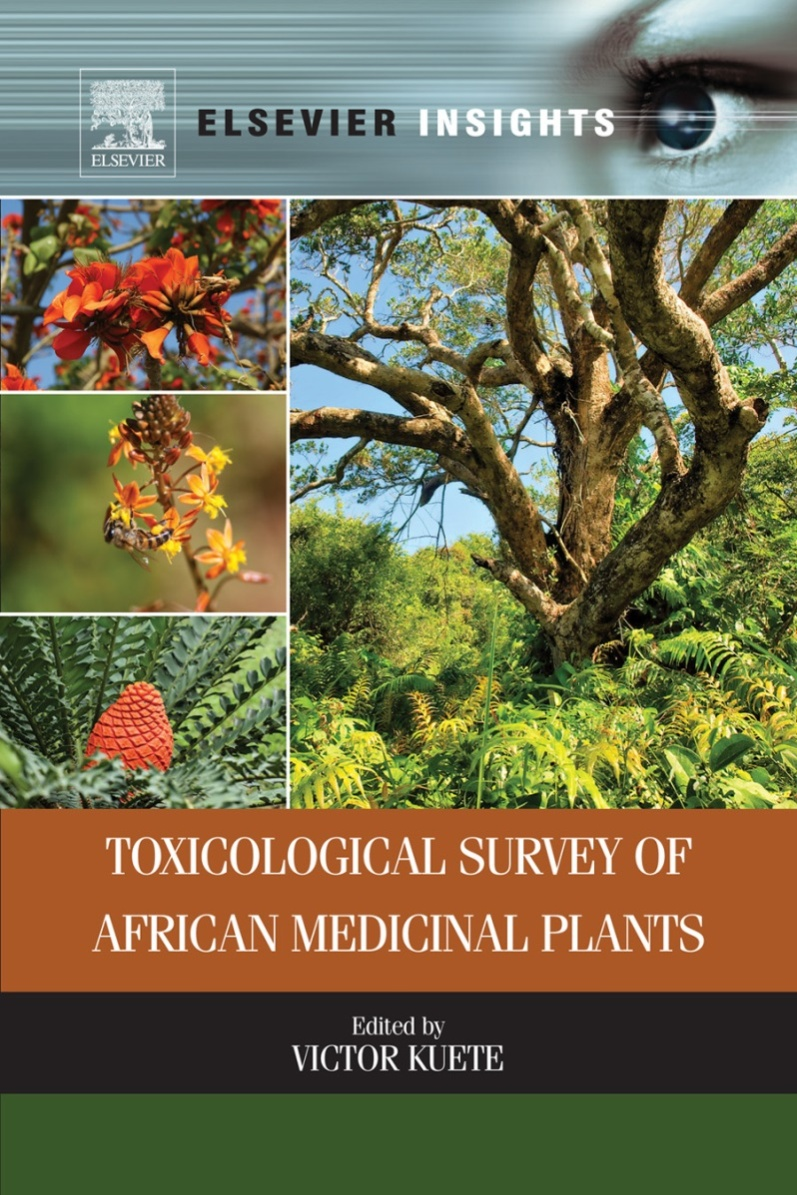 ELSEVIER
ELSEVIER INSIGHTS
TOXICOLOGICAL SURVEY OF
AFRICAN MEDICINAL PLANTS
Edited by
VICTOR KUETE